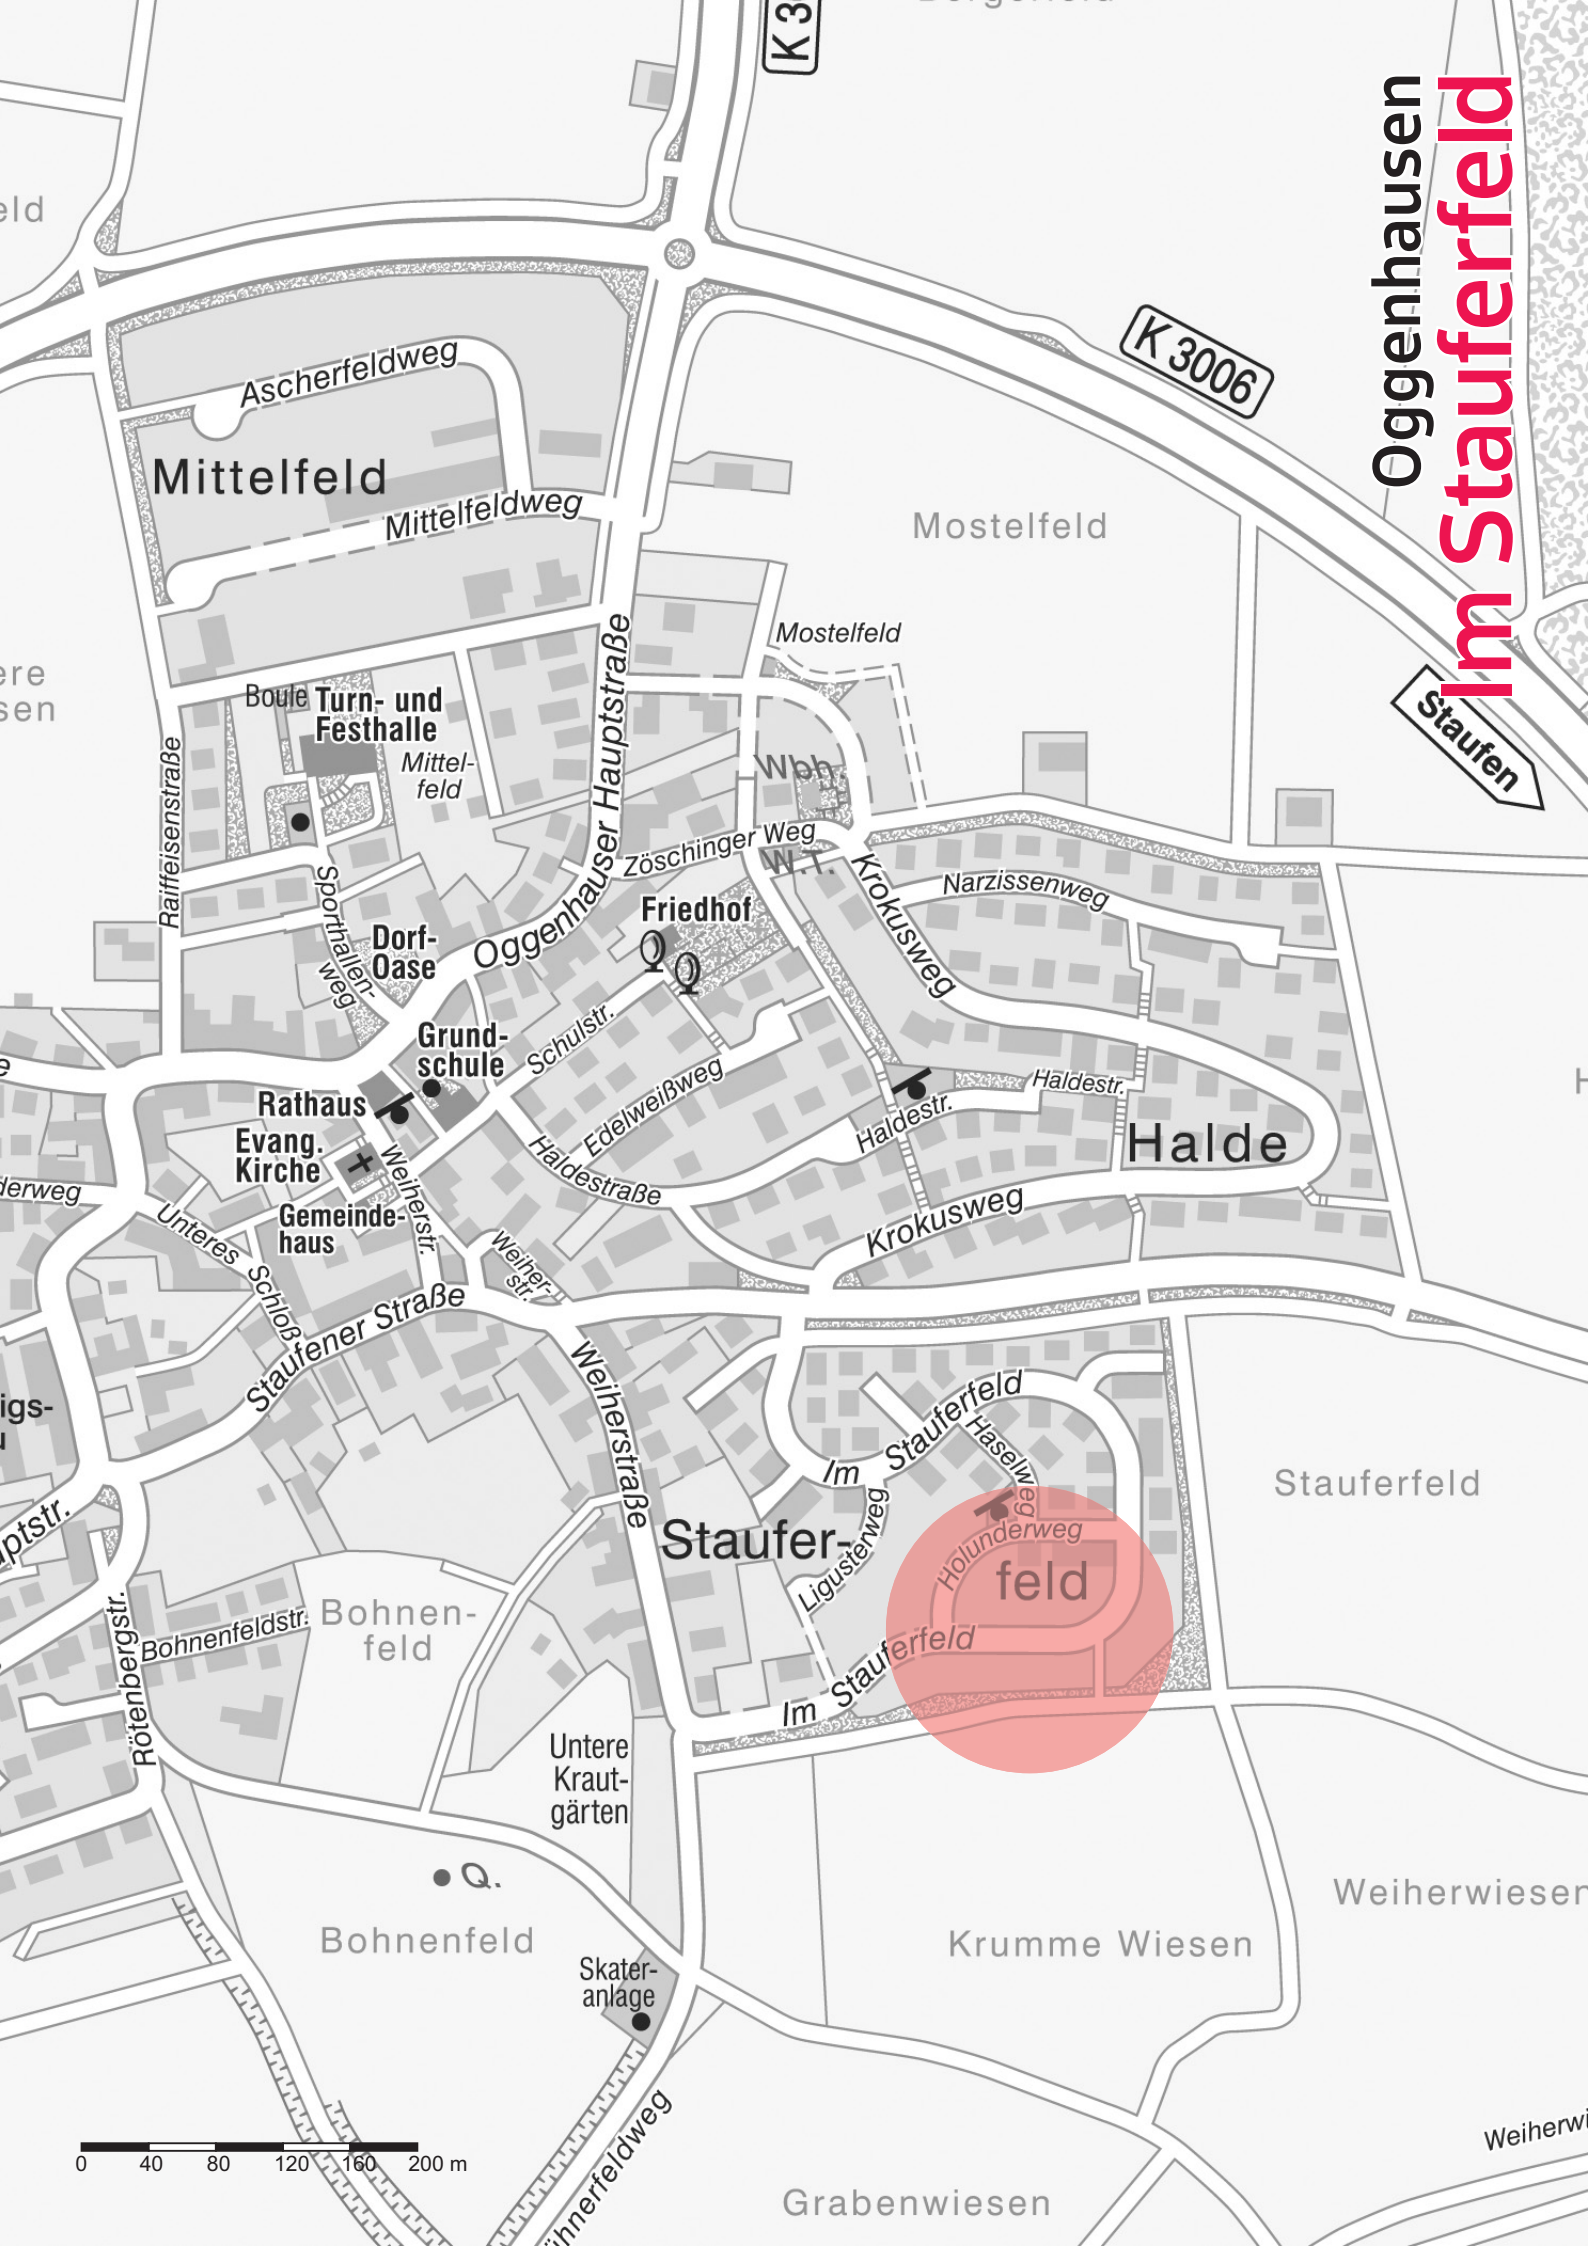 Oggenhausen
Im Stauferfeld
K 3006
Ascherfeldweg
Mittelfeld
Mittelfeldweg
Mostelfeld
Mostelfeld
Staufen
Boule
Turn- und
Festhalle
Mittel-
feld
Raiffeisenstraße
Oggenhauser Hauptstraße
Wbh.
Zöschinger Weg
W.T.
Krokusweg
Narzissenweg
Sporthallen-
weg
Dorf-
Oase
Friedhof
Grund-
schule
Schulstr.
Edelweißweg
Haldestr.
Haldestr.
Halde
Rathaus
Evang.
Kirche
Weiherstr.
Haldestraße
Gemeinde-
haus
Krokusweg
Unteres Schloß
Weiher-
str.
Staufener Straße
Weiherstraße
Im Stauferfeld
Haselweg
Stauferfeld
Ligusterweg
Holunderweg
Staufer-
feld
Im Stauferfeld
Bohnen-
feld
Bohnenfeldstr.
Rötenbergstr.
Untere
Kraut-
gärten
Q.
Bohnenfeld
Weiherwiesen
Krumme Wiesen
Skater-
anlage
0 40 80 120 160 200 m
Grabenwiesen